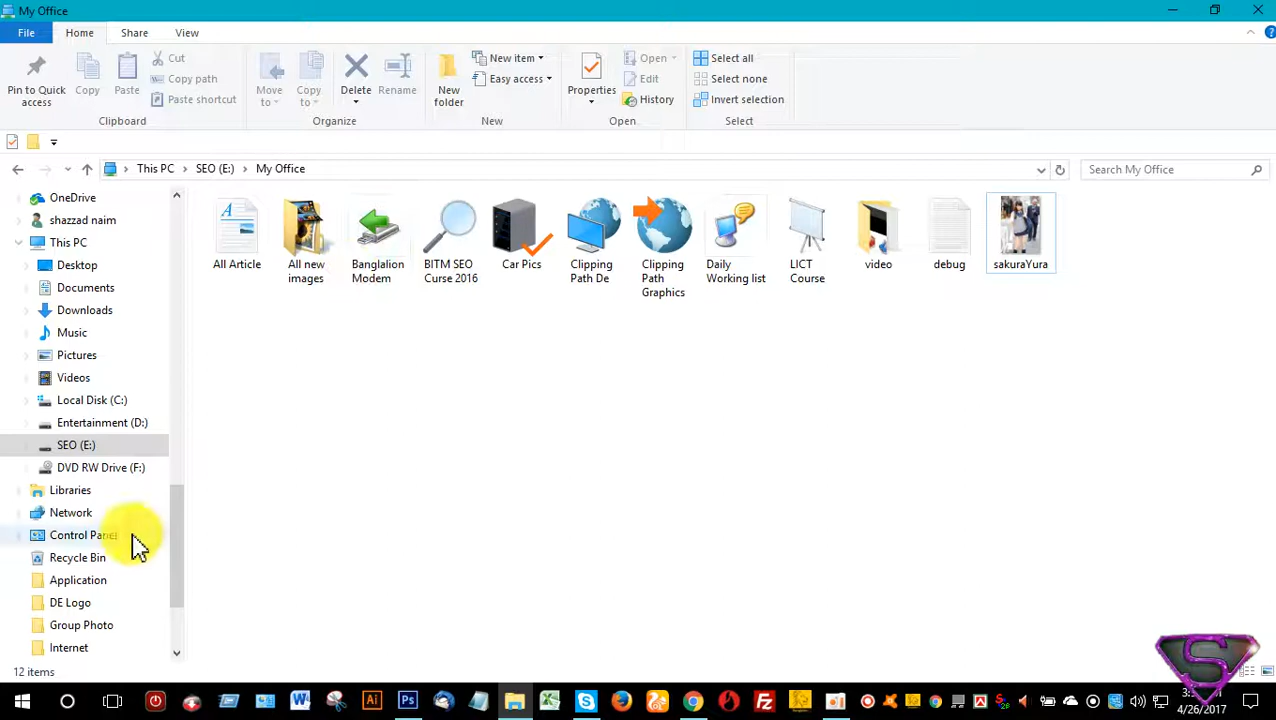 My Office
File Home Share View
Pin to Quick access
Copy
Paste
Cut
Copy path
Paste shortcut
Clipboard
Move to
Copy to
Delete
Rename
Organize
New folder
New item
Easy access
New
Properties
Open
Edit
History
Open
Select all
Select none
Invert selection
Select
This PC SEO (E:) My Office
Search My Office
OneDrive
shazzad naim
This PC
Desktop
Documents
Downloads
Music
Pictures
Videos
Local Disk (C:)
Entertainment (D:)
SEO (E:)
DVD RW Drive (F:)
Libraries
Network
Control Panel
Recycle Bin
Application
DE Logo
Group Photo
Internet
All Article
All new images
Banglalion Modem
BITM SEO Curse 2016
Car Pics
Clipping Path De
Clipping Path Graphics
Daily Working list
LICT Course
video
debug
sakuraYura
12 items
4/26/2017